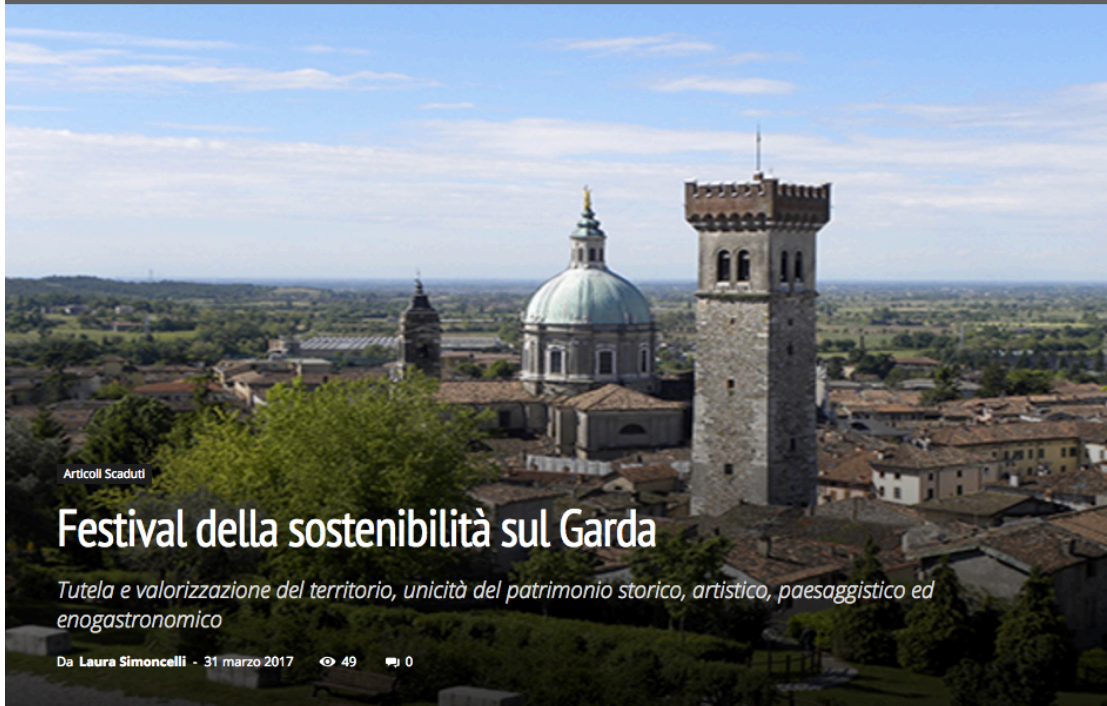 Articoli Scaduti
Festival della sostenibilità sul Garda
Tutela e valorizzazione del territorio, unicità del patrimonio storico, artistico, paesaggistico ed
enogastronomico
Da Laura Simoncelli - 31 marzo 2017 49 0